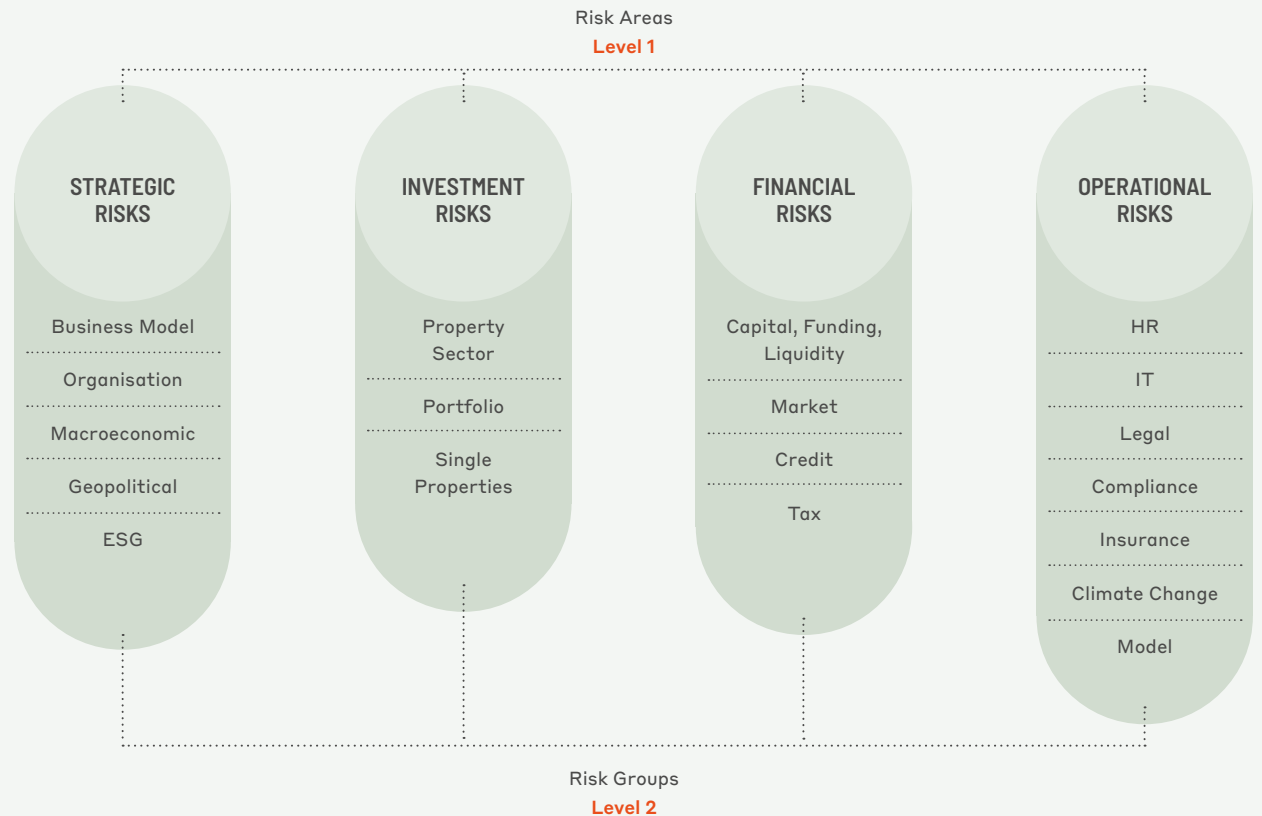 Risk Areas
Level 1
STRATEGIC
RISKS
Business Model
Organisation
Macroeconomic
Geopolitical
ESG
INVESTMENT
RISKS
Property
Sector
Portfolio
Single
Properties
FINANCIAL
RISKS
Capital, Funding,
Liquidity
Market
Credit
Tax
OPERATIONAL
RISKS
HR
IT
Legal
Compliance
Insurance
Climate Change
Model
Risk Groups
Level 2